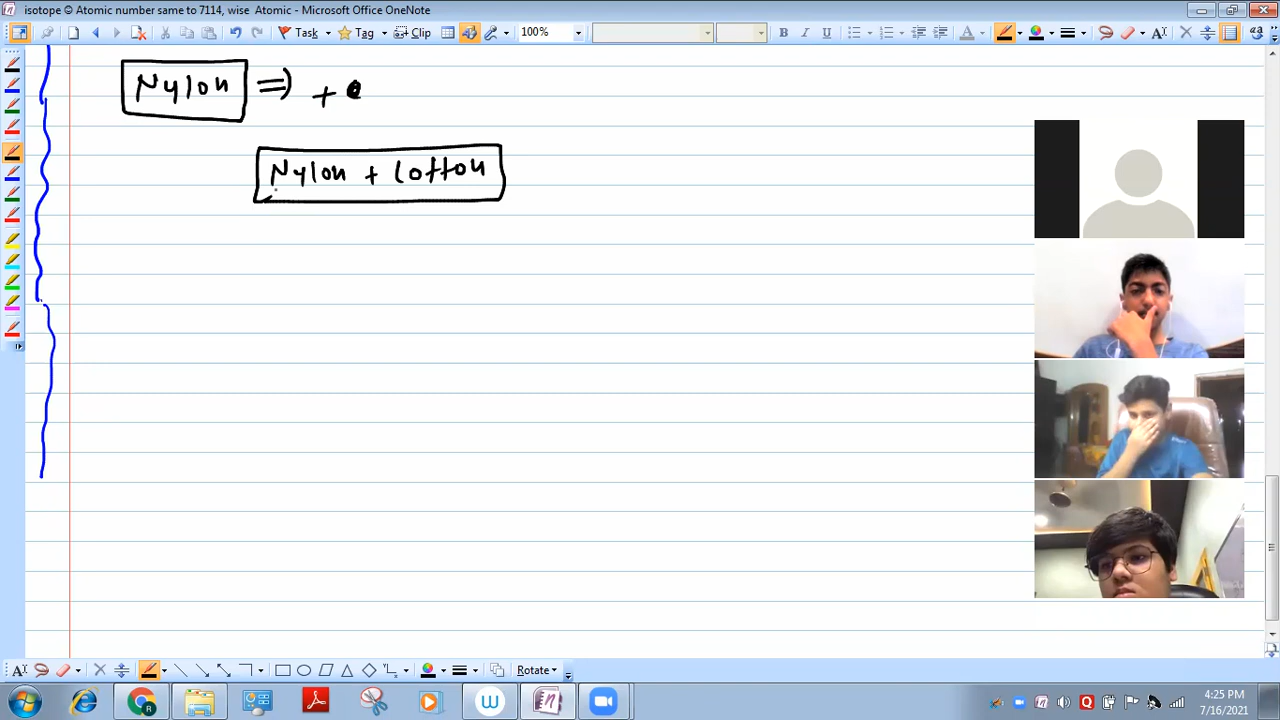 isotope © Atomic number same to 7114, wise Atomic - Microsoft OneNote
Task Tag Clip 100% B I U
Nylon => +
Nylon + Cotton
Rotate
4:25 PM
7/16/2021